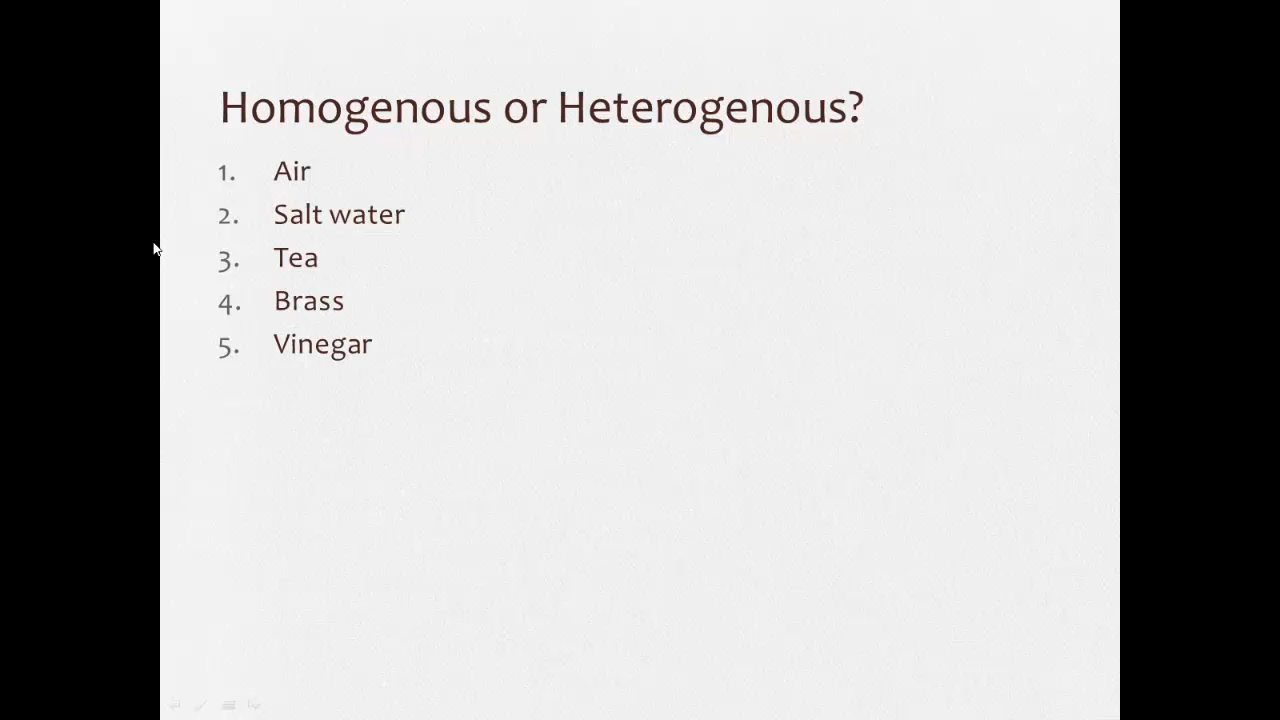 Homogenous or Heterogenous?
1. Air
2. Salt water
3. Tea
4. Brass
5. Vinegar